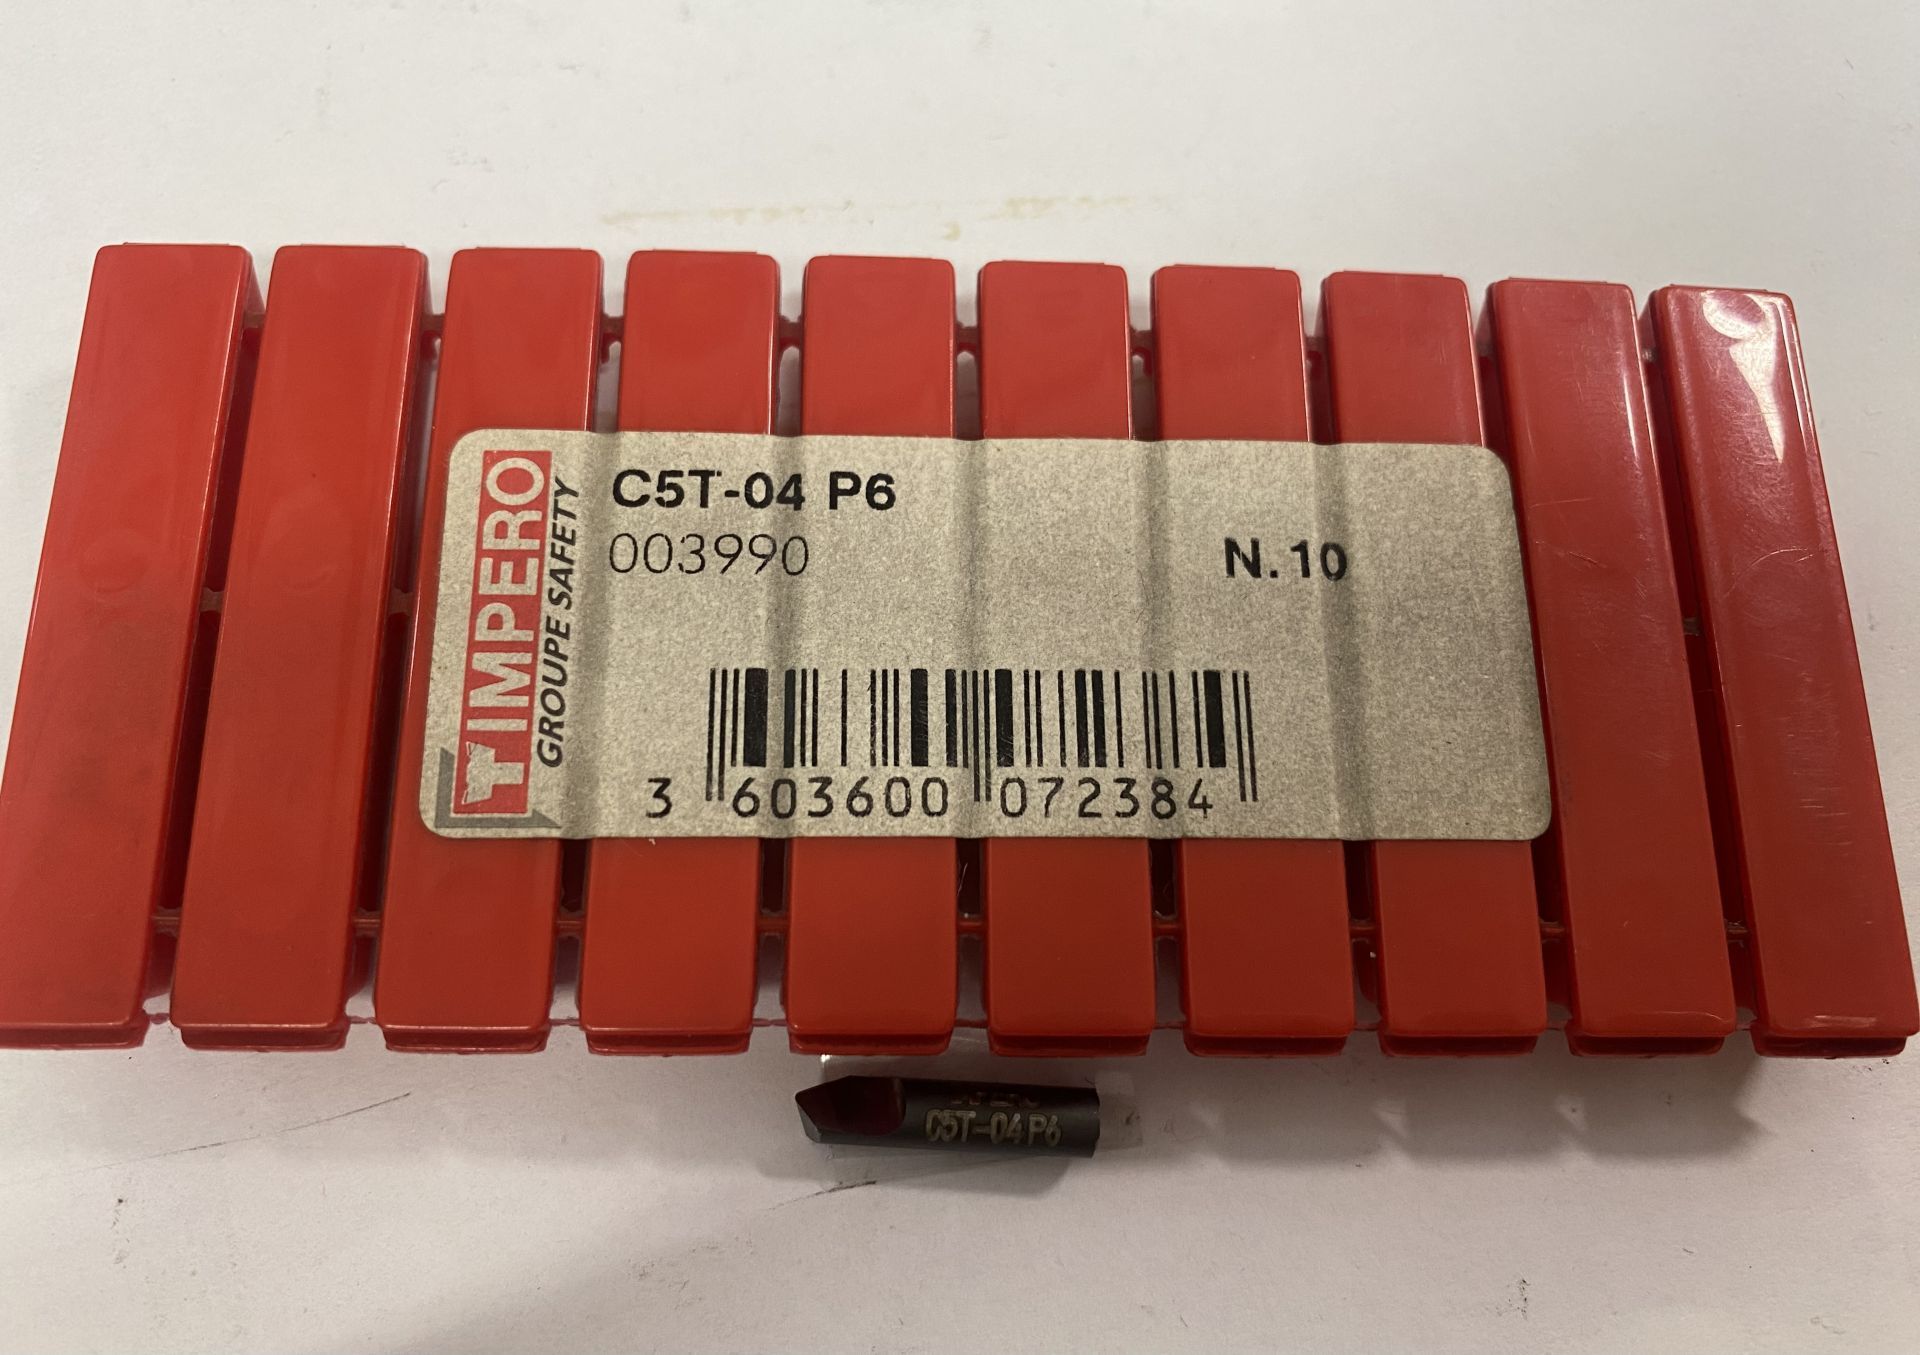 IMPERO
GROUPE SAFETY
C5T-04 P6
003990
N.10
3 603600 072384
C5T-04 P6